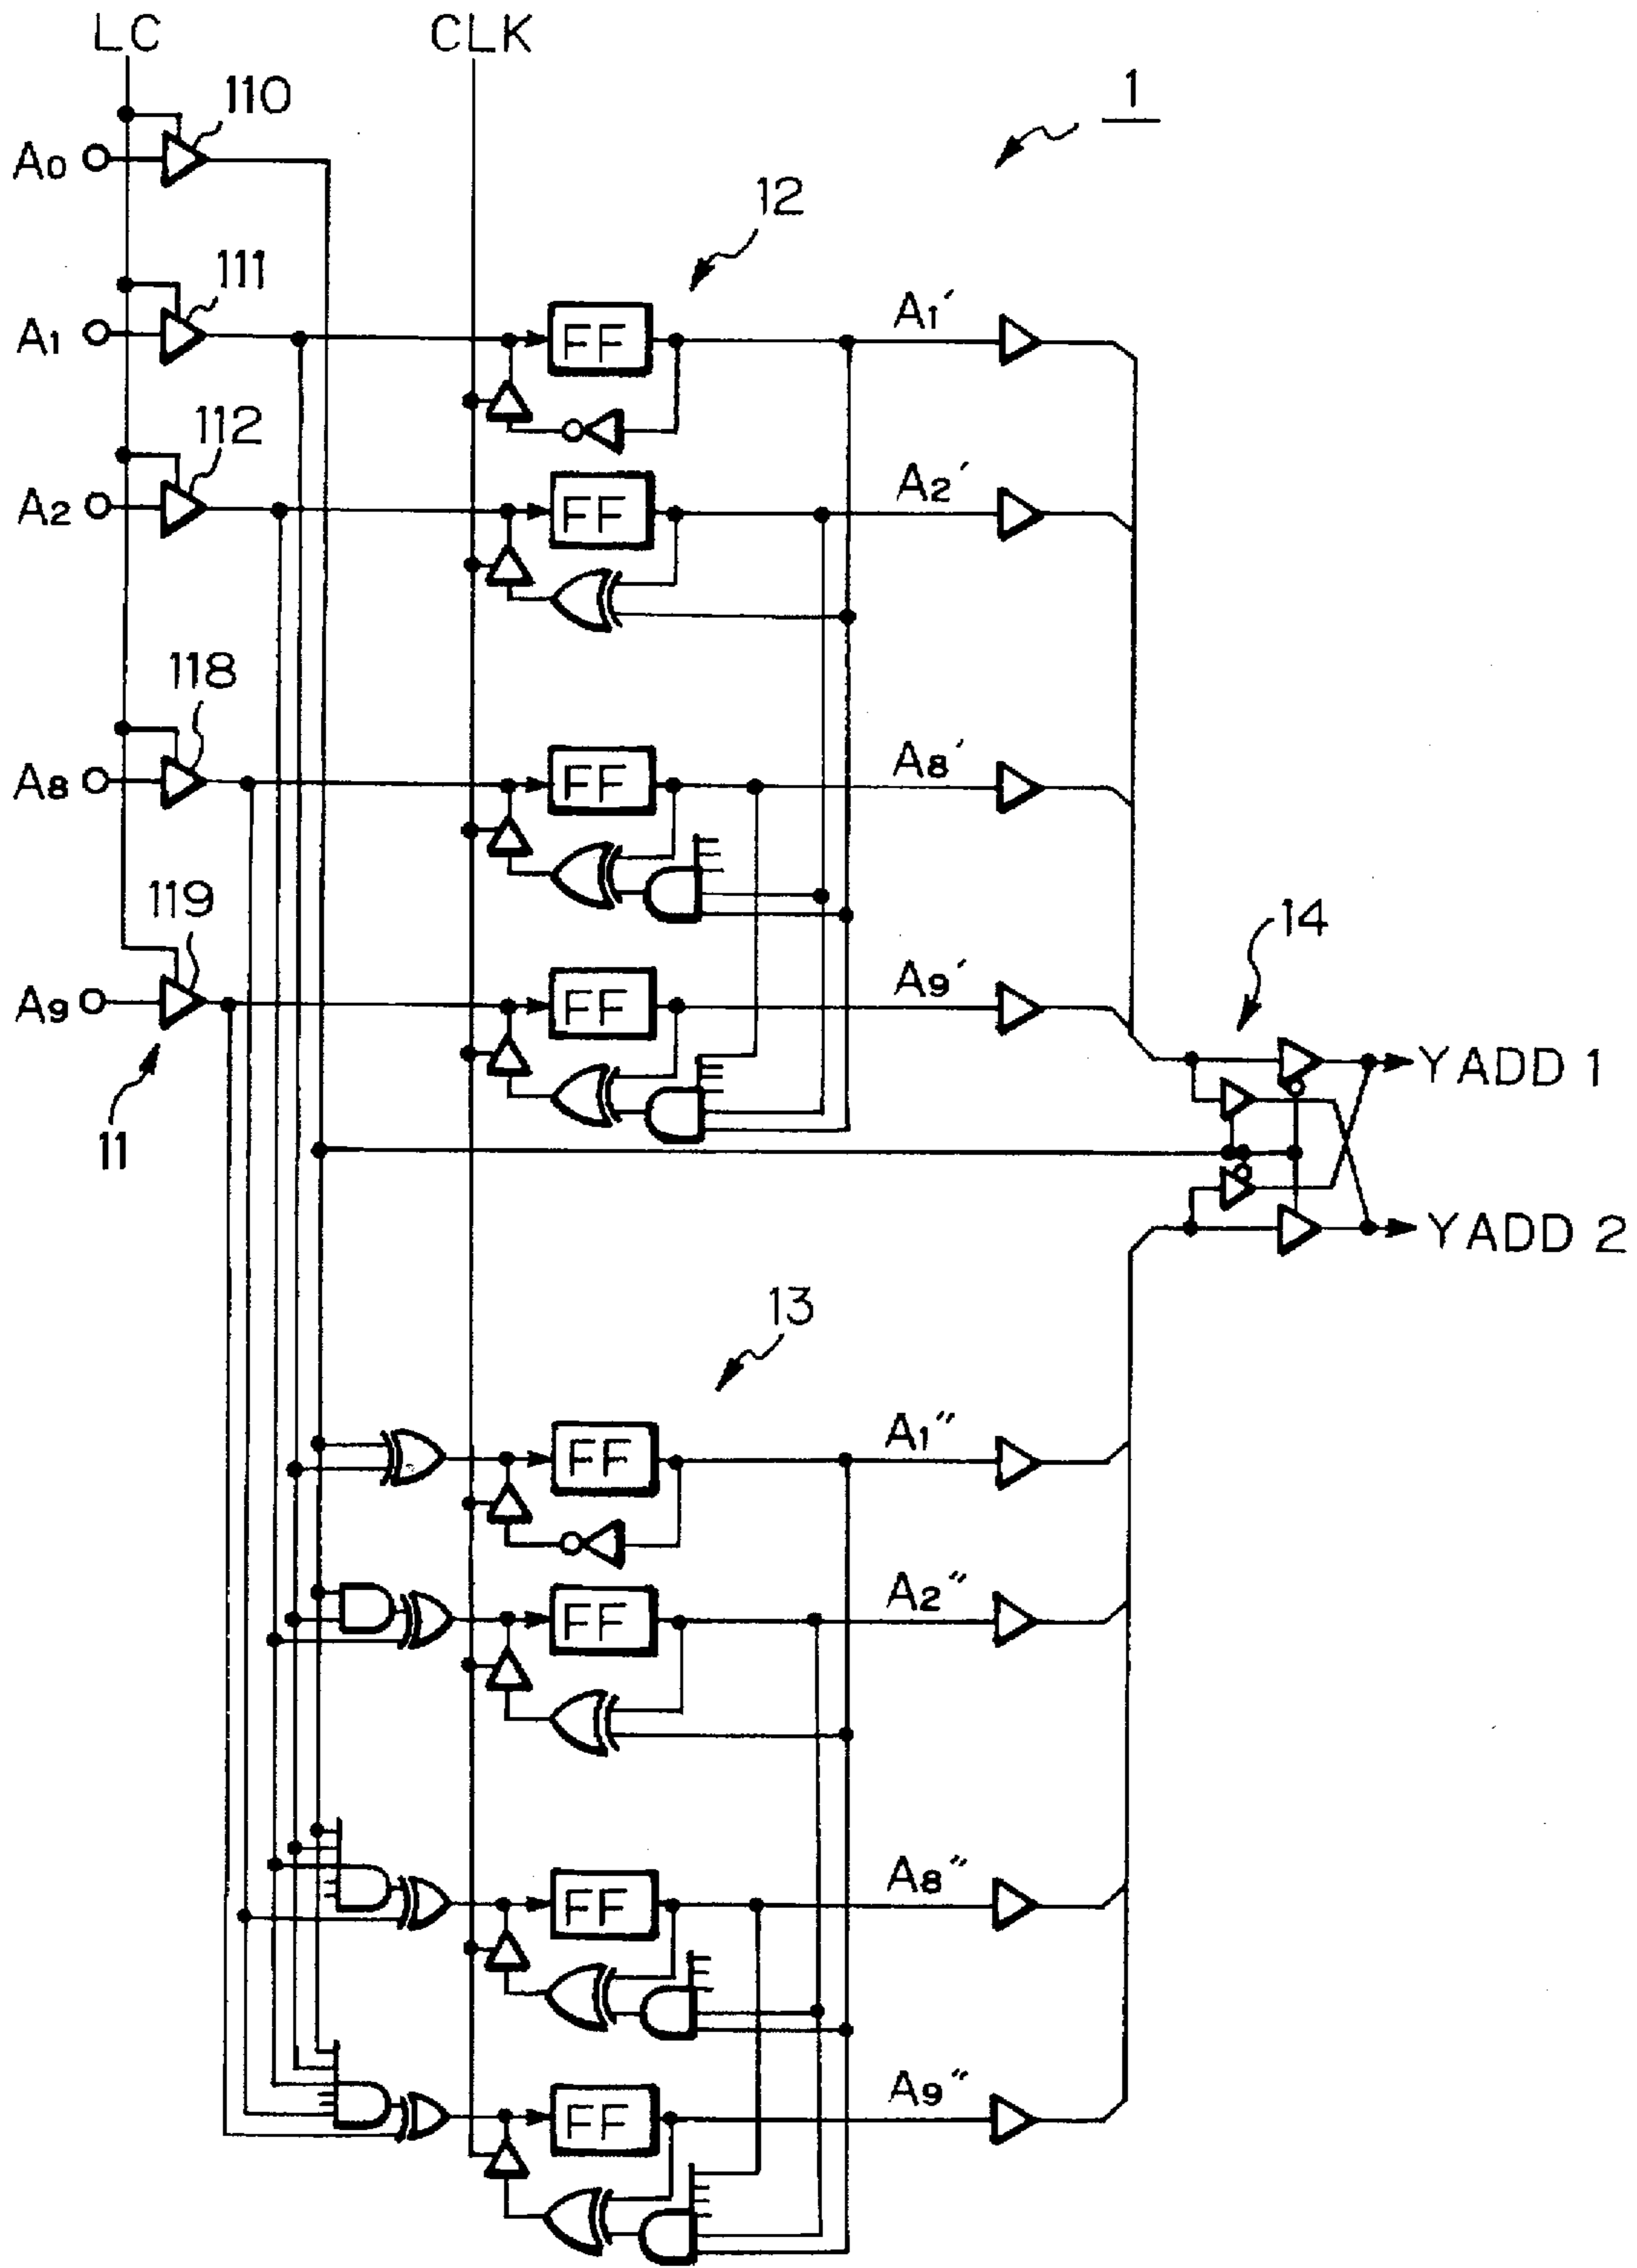 LC CLK
110
1
A0
12
111
A1
FF
A1′
112
A2
FF
A2′
118
A8
FF
A8′
119
14
A9
FF
A9′
YADD 1
11
YADD 2
13
FF
A1″
FF
A2″
FF
A8″
FF
A9″